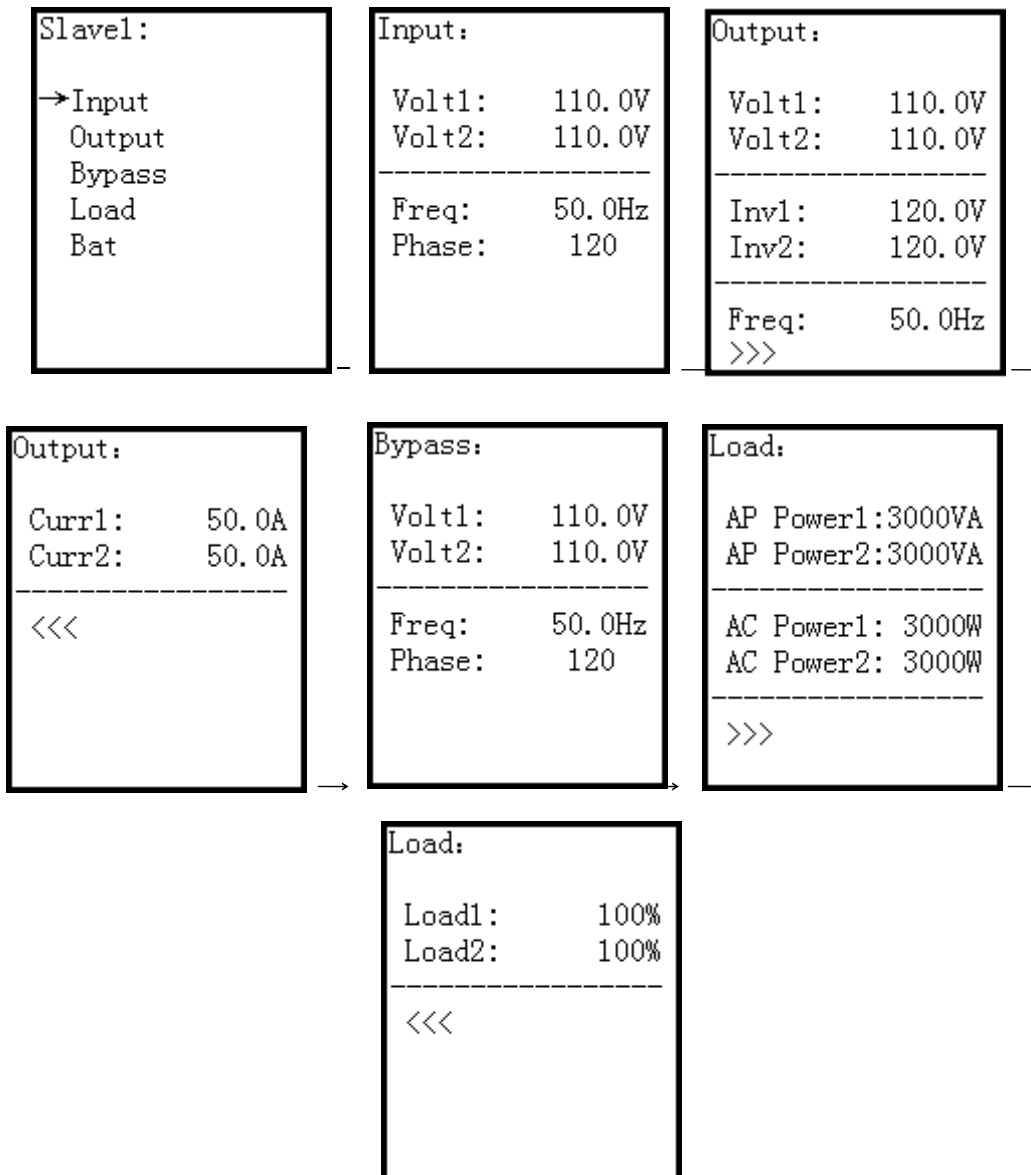 Slave1:
→Input
Output
Bypass
Load
Bat
Input:
Volt1: 110.0V
Volt2: 110.0V
------------------
Freq: 50.0Hz
Phase: 120
Output:
Volt1: 110.0V
Volt2: 110.0V
------------------
Inv1: 120.0V
Inv2: 120.0V
------------------
Freq: 50.0Hz
>>>
Output:
Curr1: 50.0A
Curr2: 50.0A
------------------
<<<
Bypass:
Volt1: 110.0V
Volt2: 110.0V
------------------
Freq: 50.0Hz
Phase: 120
Load:
AP Power1:3000VA
AP Power2:3000VA
------------------
AC Power1: 3000W
AC Power2: 3000W
------------------
>>>
Load:
Load1: 100%
Load2: 100%
------------------
<<<